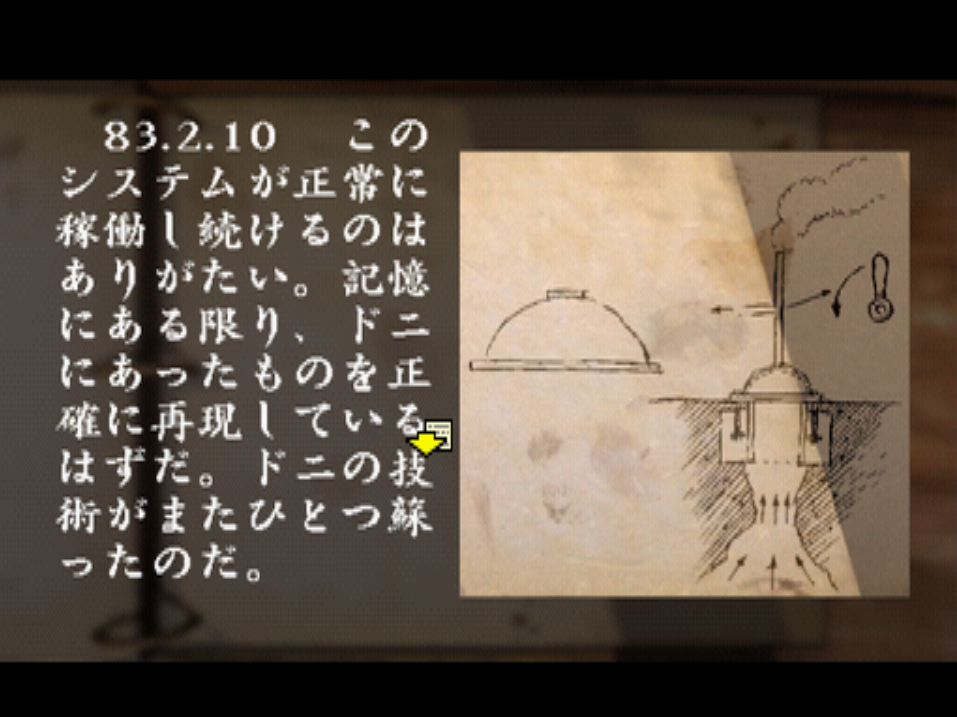 83.2.10 この
システムが正常に
稼働し続けるのは
ありがたい。記憶
にある限り、ドニ
にあったものを正
確に再現している
はずだ。ドニの技
術がまたひとつ蘇
ったのだ。